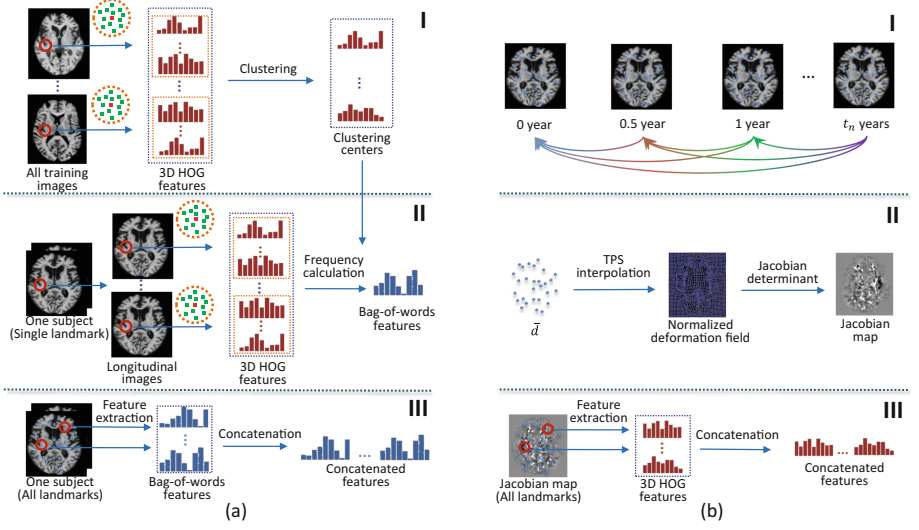 I
Clustering
All training
images
3D HOG
features
Clustering
centers
II
Frequency
calculation
One subject
(Single landmark)
Longitudinal
images
3D HOG
features
Bag-of-words
features
III
Feature
extraction
Concatenation
One subject
(All landmarks)
Bag-of-words
features
Concatenated
features
(a)
I
...
0 year
0.5 year
1 year
tₙ years
II
TPS
interpolation
Jacobian
determinant
d̄
Normalized
deformation field
Jacobian
map
III
Feature
extraction
Concatenation
Jacobian map
(All landmarks)
3D HOG
features
Concatenated
features
(b)